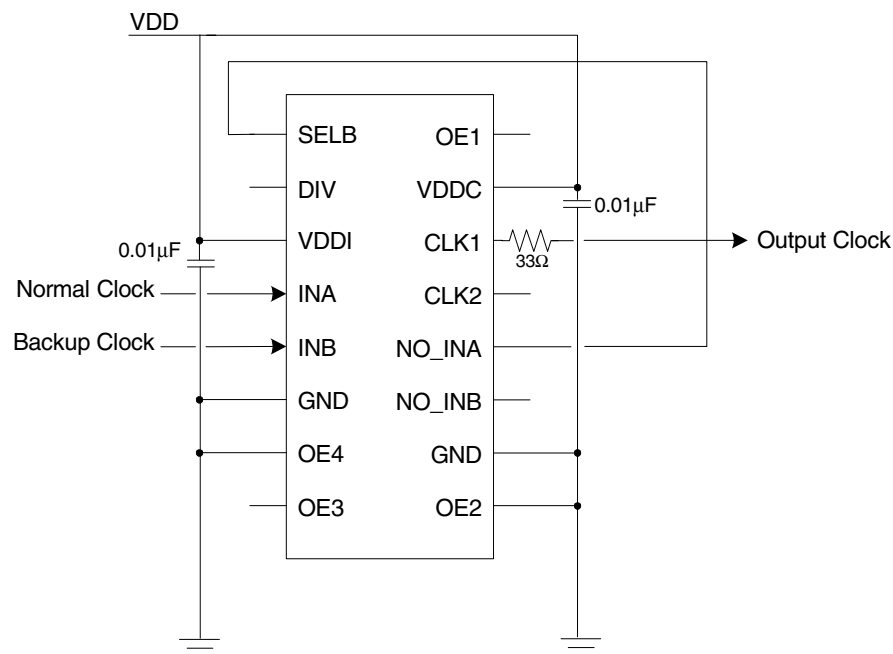 VDD
SELB
OE1
DIV
VDDC
0.01μF
VDDI
CLK1
Output Clock
0.01μF
33Ω
Normal Clock
INA
CLK2
Backup Clock
INB
NO_INA
GND
NO_INB
OE4
GND
OE3
OE2